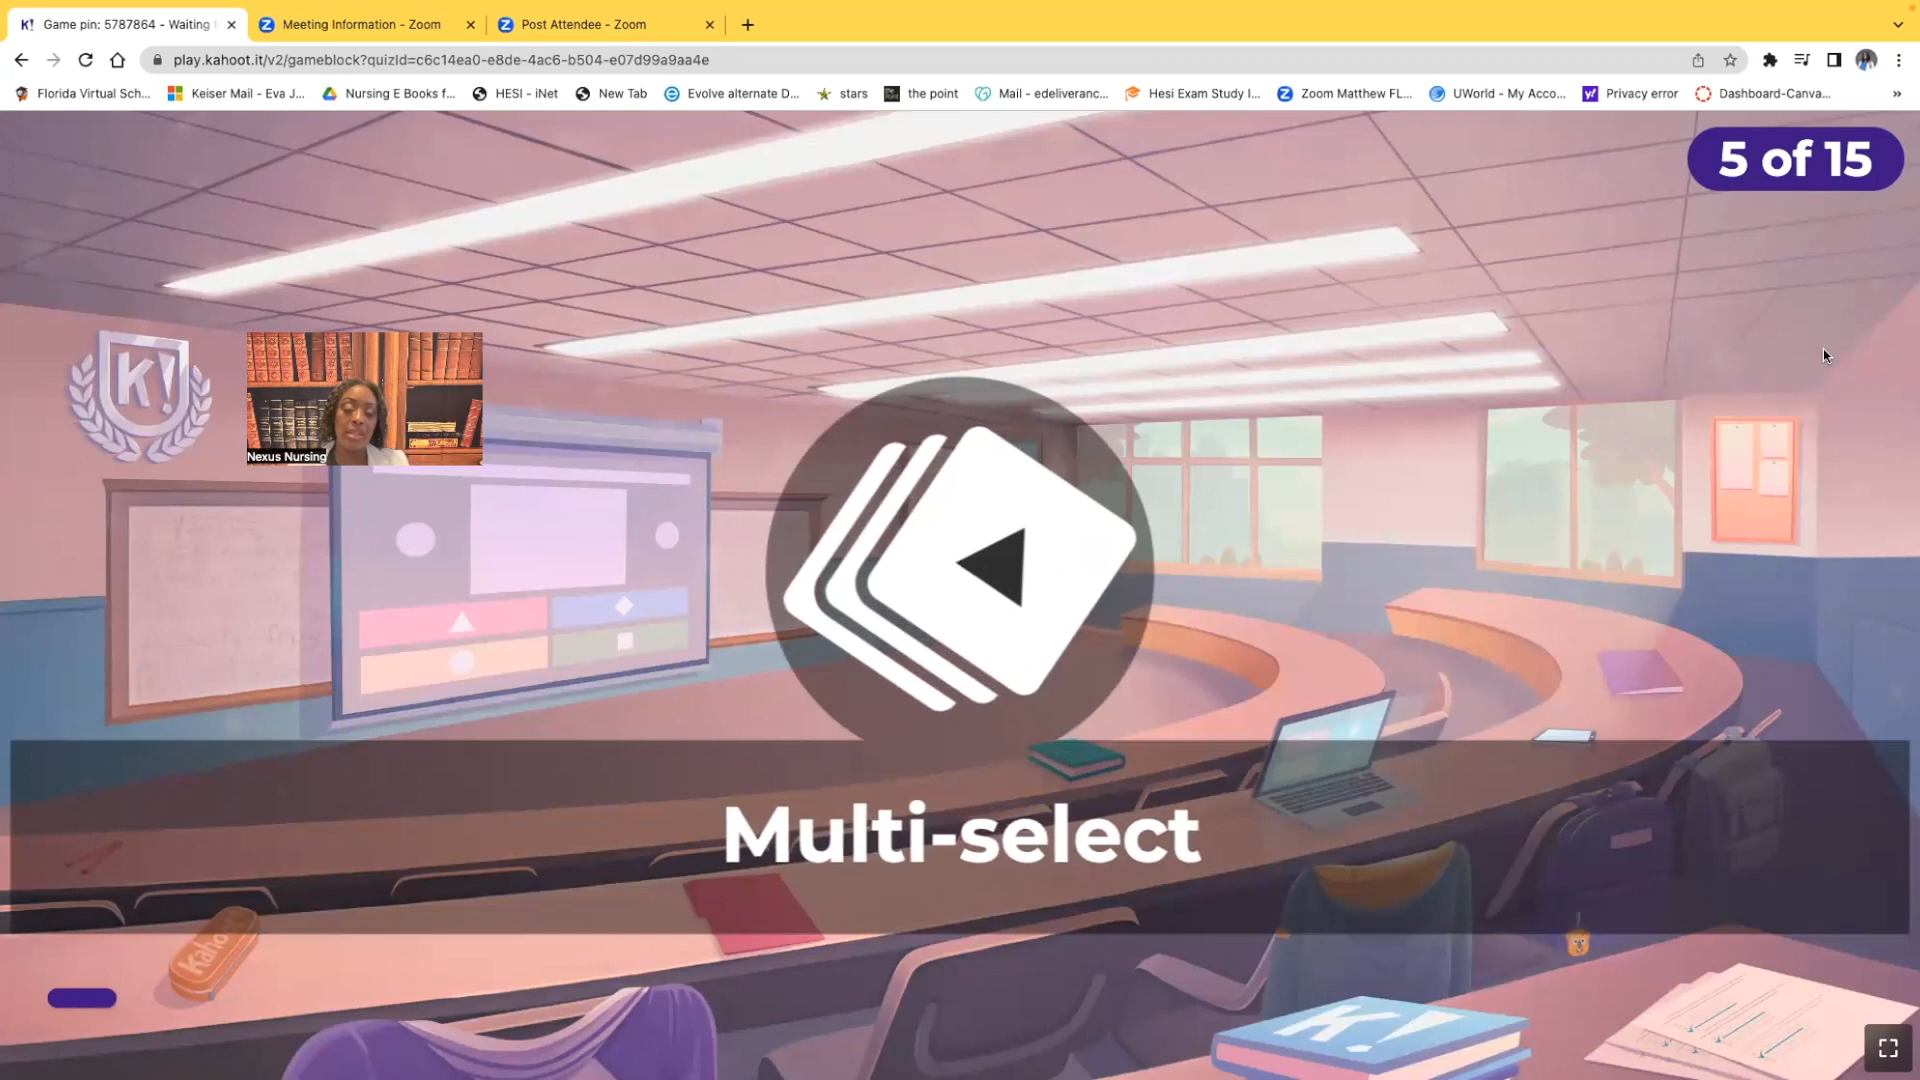 K! Game pin: 5787864 - Waiting
Meeting Information - Zoom
Post Attendee - Zoom
play.kahoot.it/v2/gameblock?quizId=c6c14ea0-e8de-4ac6-b504-e07d99a9aa4e
Florida Virtual Sch...
Keiser Mail - Eva J...
Nursing E Books f...
HESI - iNet
New Tab
Evolve alternate D...
stars
the point
Mail - edeliveranc...
Hesi Exam Study I...
Zoom Matthew FL...
UWorld - My Acco...
Privacy error
Dashboard-Canva...
»
5 of 15
K!
Nexus Nursing
Multi-select
Kahoot
K!